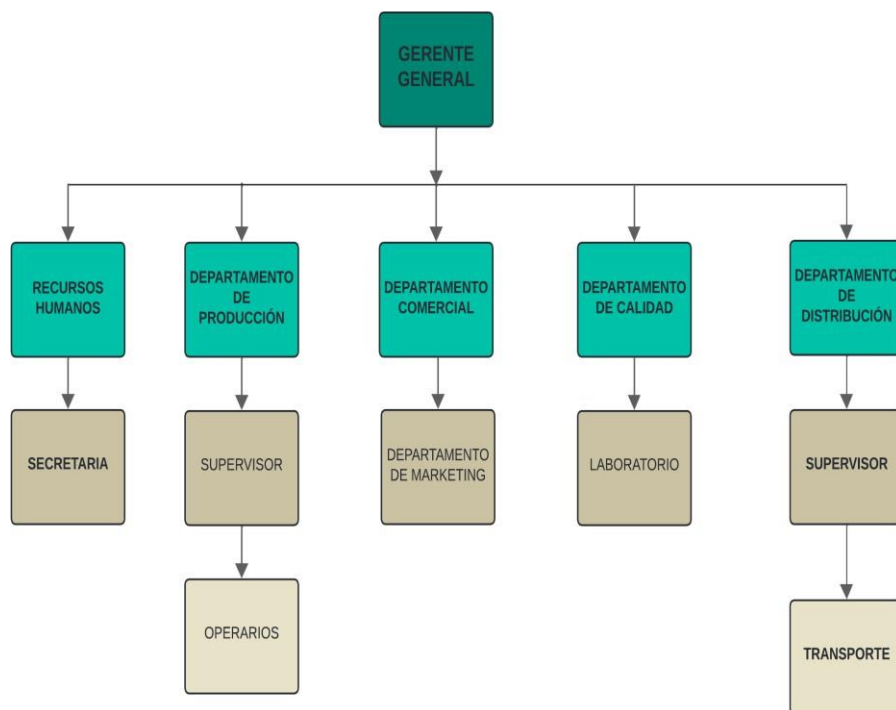 GERENTE
GENERAL
RECURSOS
HUMANOS
DEPARTAMENTO
DE
PRODUCCIÓN
DEPARTAMENTO
COMERCIAL
DEPARTAMENTO
DE CALIDAD
DEPARTAMENTO
DE
DISTRIBUCIÓN
SECRETARIA
SUPERVISOR
DEPARTAMENTO
DE MARKETING
LABORATORIO
SUPERVISOR
OPERARIOS
TRANSPORTE